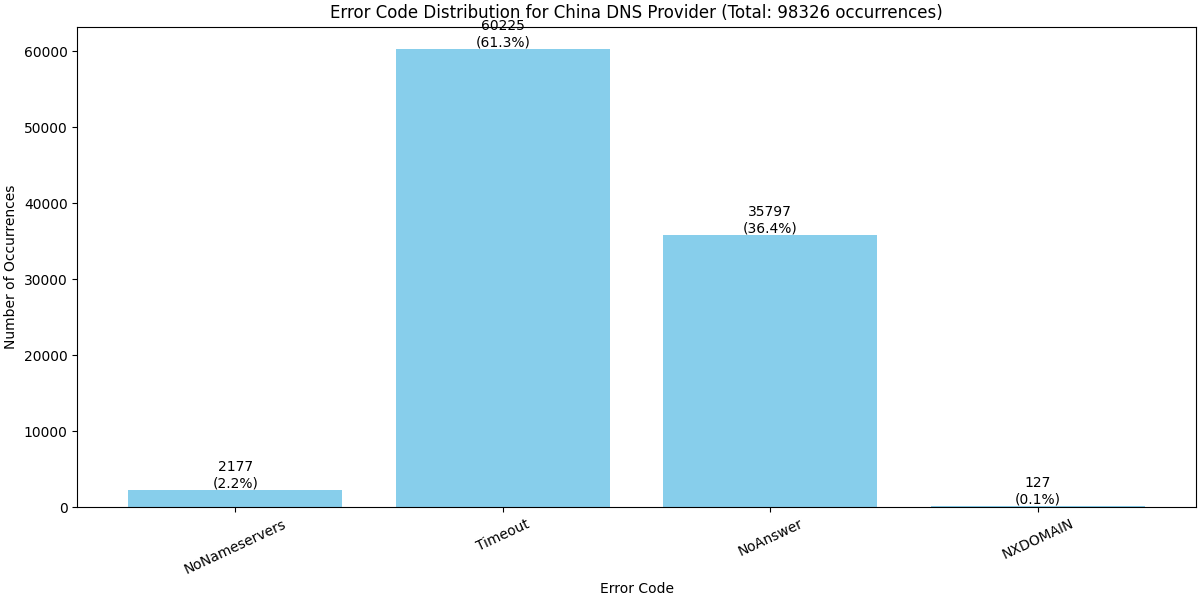 Error Code Distribution for China DNS Provider (Total: 98326 occurrences)
Number of Occurrences
60000
50000
40000
30000
20000
10000
0
2177
(2.2%)
60225
(61.3%)
35797
(36.4%)
127
(0.1%)
NoNameservers
Timeout
NoAnswer
NXDOMAIN
Error Code